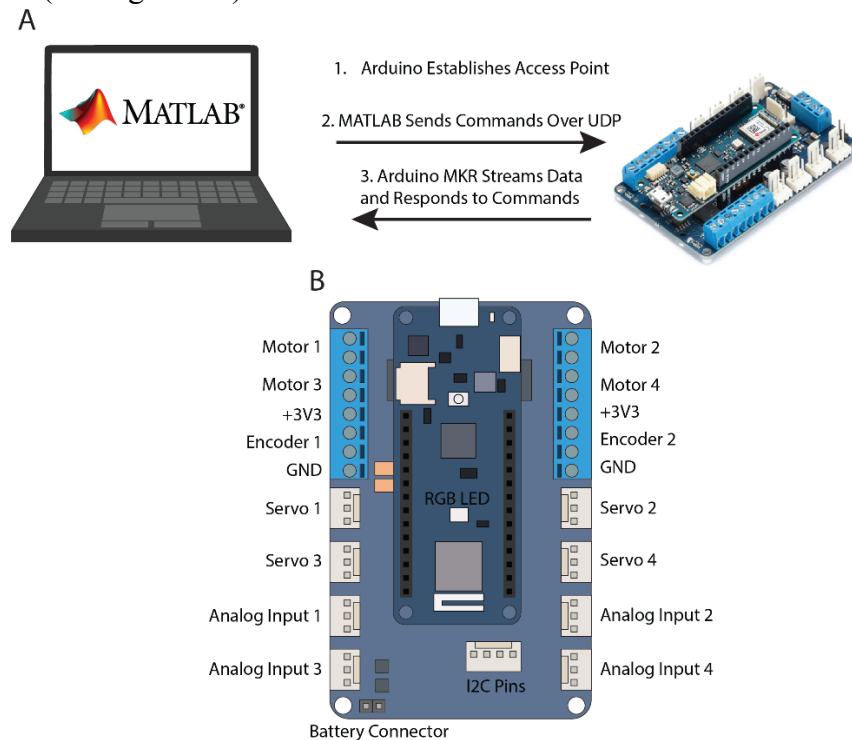 A
MATLAB®
1. Arduino Establishes Access Point
2. MATLAB Sends Commands Over UDP
3. Arduino MKR Streams Data
and Responds to Commands
B
Motor 1
Motor 2
Motor 3
Motor 4
+3V3
+3V3
Encoder 1
Encoder 2
GND
GND
RGB LED
Servo 1
Servo 2
Servo 3
Servo 4
Analog Input 1
Analog Input 2
Analog Input 3
Analog Input 4
I2C Pins
Battery Connector